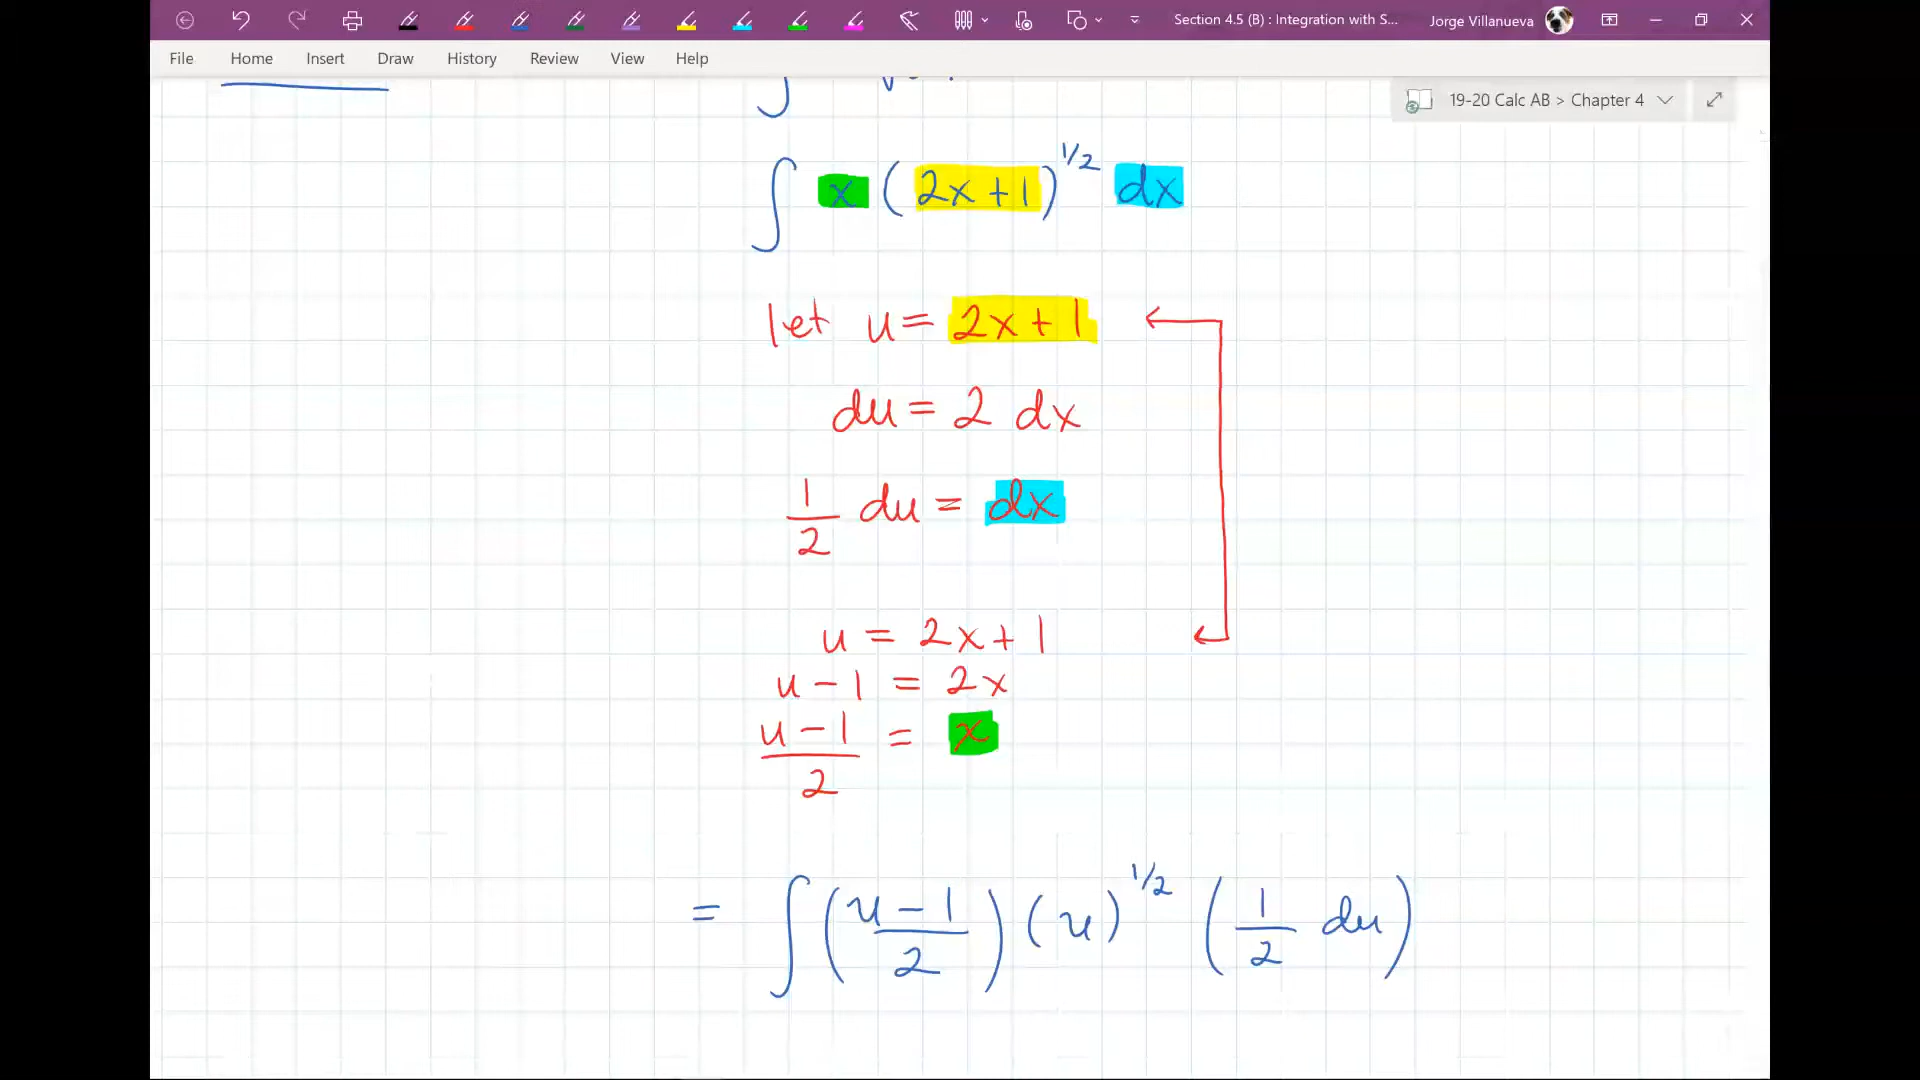 Section 4.5 (B) : Integration with S... Jorge Villanueva
File Home Insert Draw History Review View Help
19-20 Calc AB > Chapter 4
∫ x (2x+1)^1/2 dx
let u = 2x+1
du = 2 dx
1/2 du = dx
u = 2x+1
u-1 = 2x
(u-1)/2 = x
= ∫ ((u-1)/2) (u)^1/2 (1/2 du)